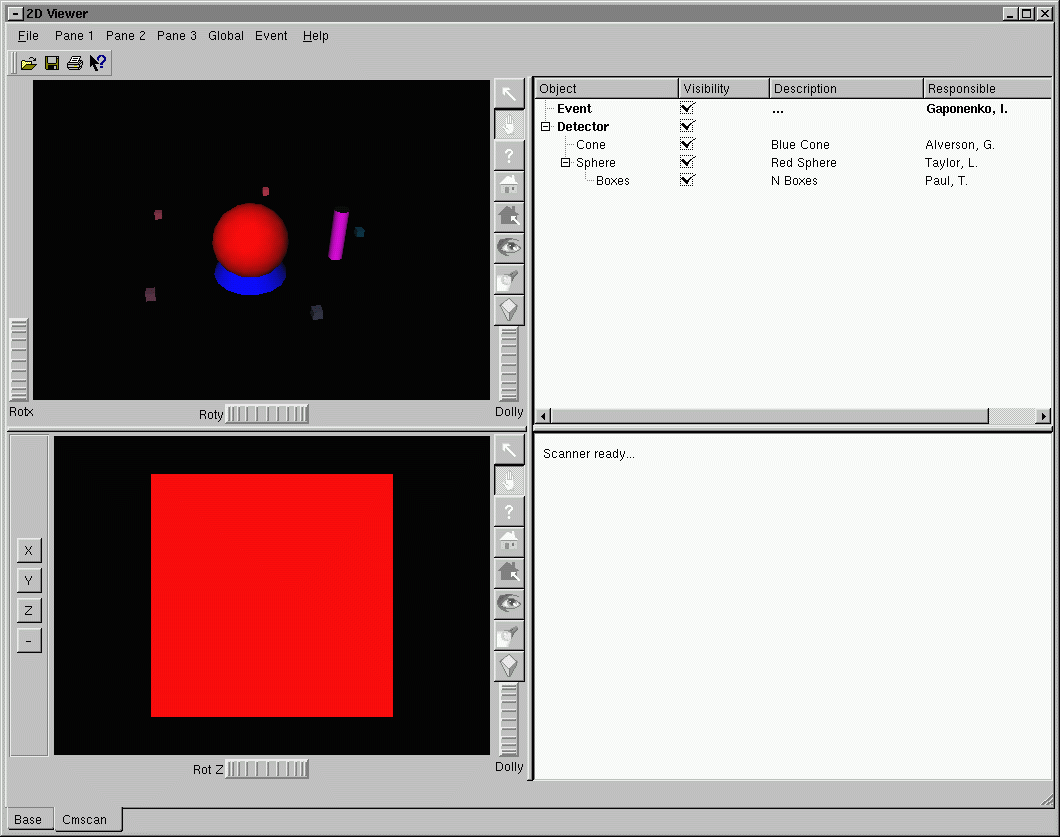 2D Viewer
File Pane 1 Pane 2 Pane 3 Global Event Help
Object Visibility Description Responsible
Event ... Gaponenko, I.
Detector
Cone Blue Cone Alverson, G.
Sphere Red Sphere Taylor, L.
Boxes N Boxes Paul, T.
?
Rotx Roty Dolly
Scanner ready...
?
X
Y
Z
-
Rot Z Dolly
Base Cmscan